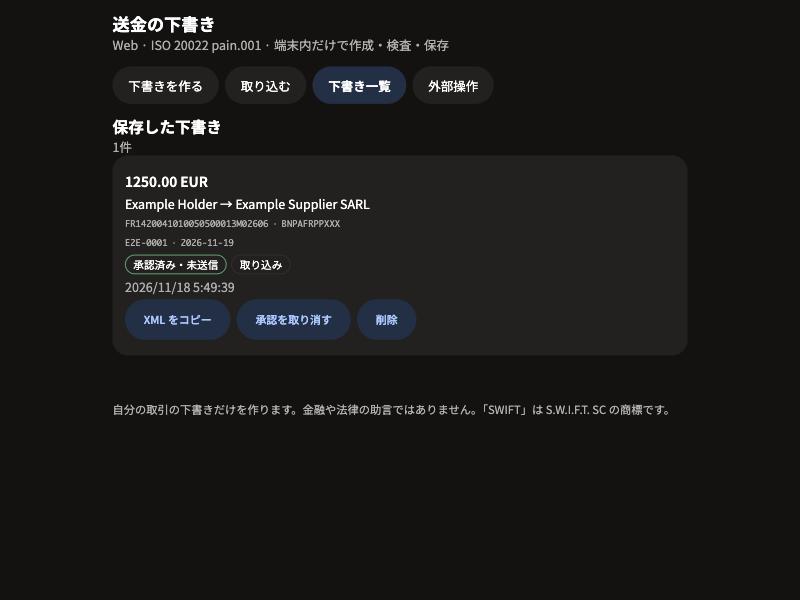 送金の下書き
Web · ISO 20022 pain.001 · 端末内だけで作成・検査・保存
下書きを作る 取り込む 下書き一覧 外部操作
保存した下書き
1件
1250.00 EUR
Example Holder → Example Supplier SARL
FR1420041010050500013M02606 · BNPAFRPPXXX
E2E-0001 · 2026-11-19
承認済み・未送信 取り込み
2026/11/18 5:49:39
XML をコピー 承認を取り消す 削除
自分の取引の下書きだけを作ります。金融や法律の助言ではありません。「SWIFT」は S.W.I.F.T. SC の商標です。